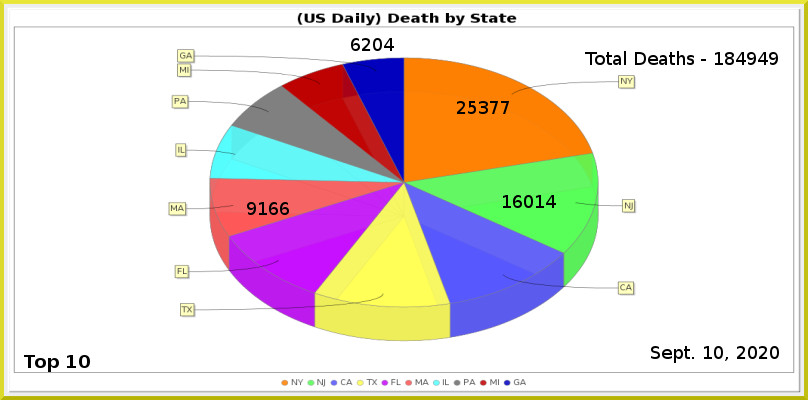 (US Daily) Death by State
6204
GA
Total Deaths - 184949
MI
NY
PA
25377
IL
16014
MA
9166
NJ
FL
CA
TX
Sept. 10, 2020
Top 10
NY NJ CA TX FL MA IL PA MI GA